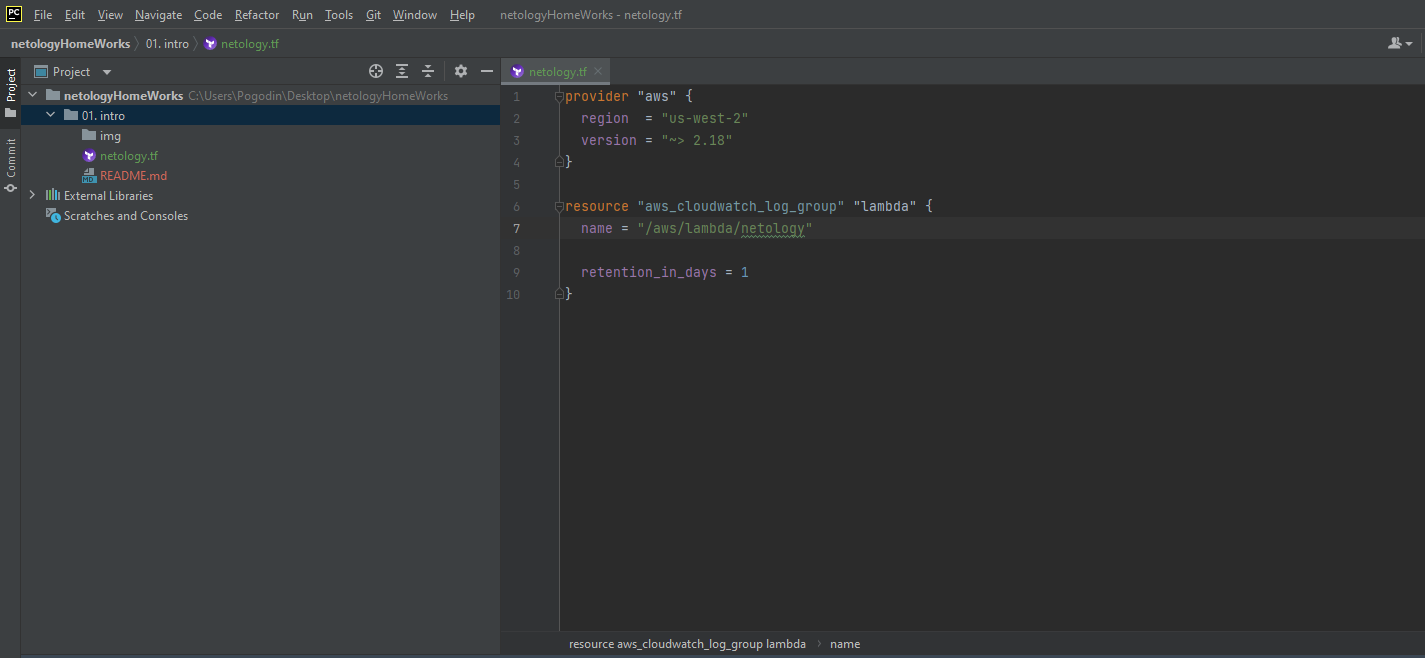 PC File Edit View Navigate Code Refactor Run Tools Git Window Help netologyHomeWorks - netology.tf
netologyHomeWorks 01. intro netology.tf
Project
Commit
Project
netologyHomeWorks C:\Users\Pogodin\Desktop\netologyHomeWorks
01. intro
img
netology.tf
MD README.md
External Libraries
Scratches and Consoles
netology.tf
1 provider "aws" {
2 region = "us-west-2"
3 version = "~> 2.18"
4 }
5
6 resource "aws_cloudwatch_log_group" "lambda" {
7 name = "/aws/lambda/netology"
8
9 retention_in_days = 1
10 }
resource aws_cloudwatch_log_group lambda name